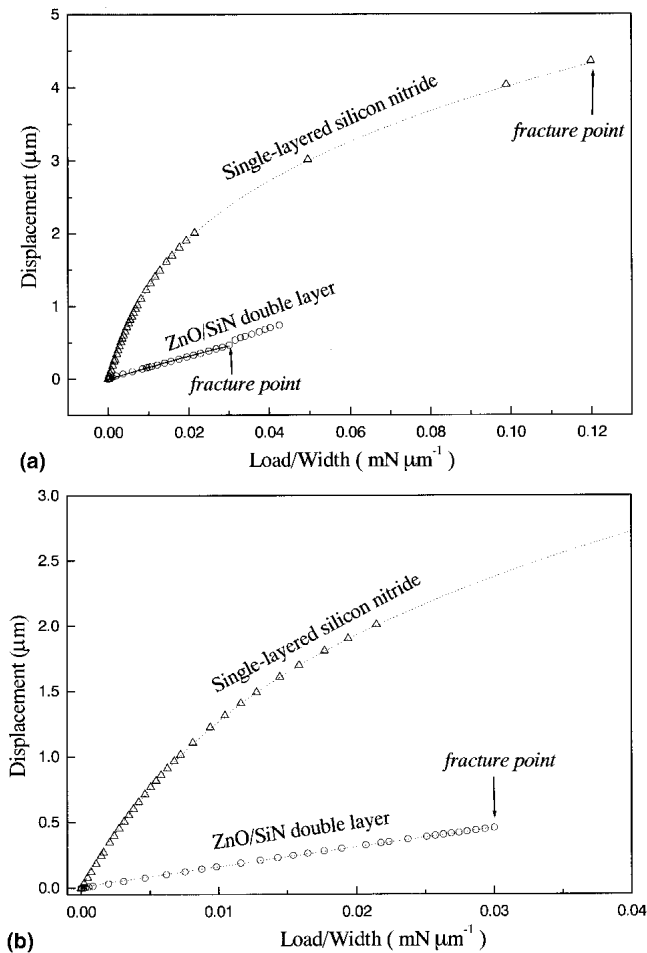 5
4
3
2
1
0
Displacement (μm)
Single-layered silicon nitride
fracture point
ZnO/SiN double layer
fracture point
0.00 0.02 0.04 0.06 0.08 0.10 0.12
(a)
Load/Width ( mN μm⁻¹)
3.0
2.5
2.0
1.5
1.0
0.5
0.0
Displacement (μm)
Single-layered silicon nitride
fracture point
ZnO/SiN double layer
0.00 0.01 0.02 0.03 0.04
(b)
Load/Width ( mN μm⁻¹)